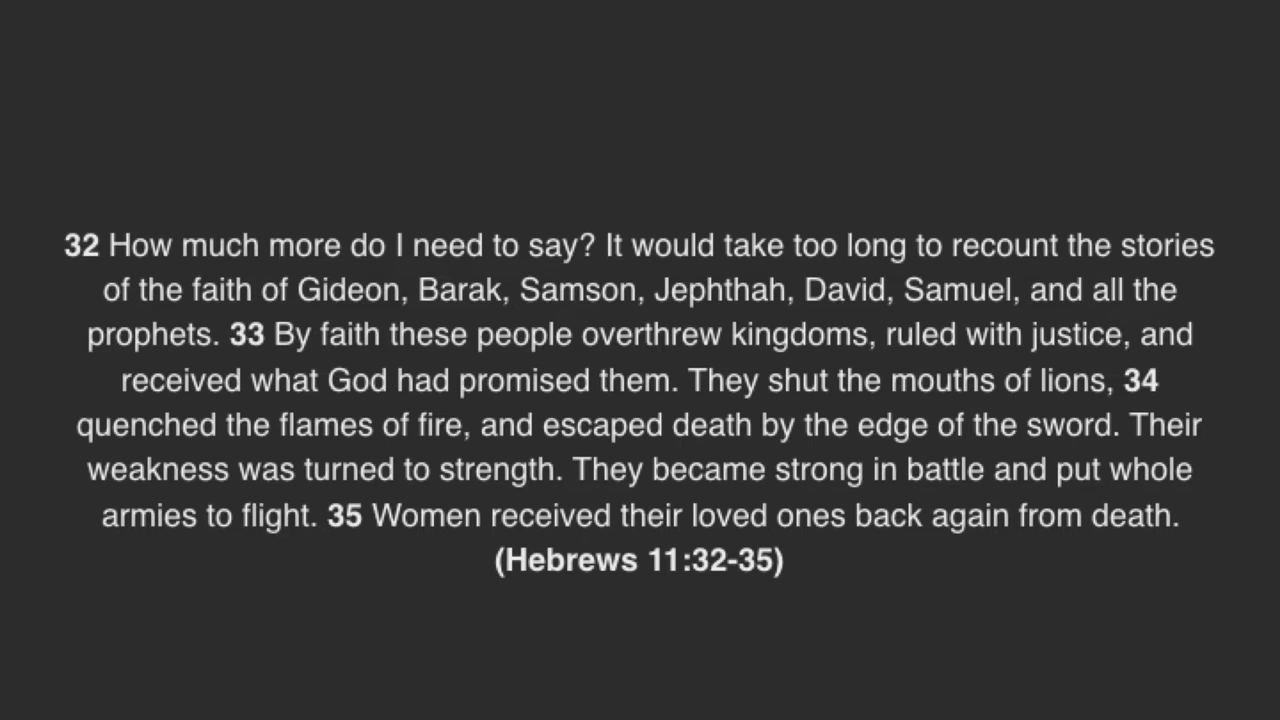 32 How much more do I need to say? It would take too long to recount the stories
of the faith of Gideon, Barak, Samson, Jephthah, David, Samuel, and all the
prophets. 33 By faith these people overthrew kingdoms, ruled with justice, and
received what God had promised them. They shut the mouths of lions, 34
quenched the flames of fire, and escaped death by the edge of the sword. Their
weakness was turned to strength. They became strong in battle and put whole
armies to flight. 35 Women received their loved ones back again from death.
(Hebrews 11:32-35)